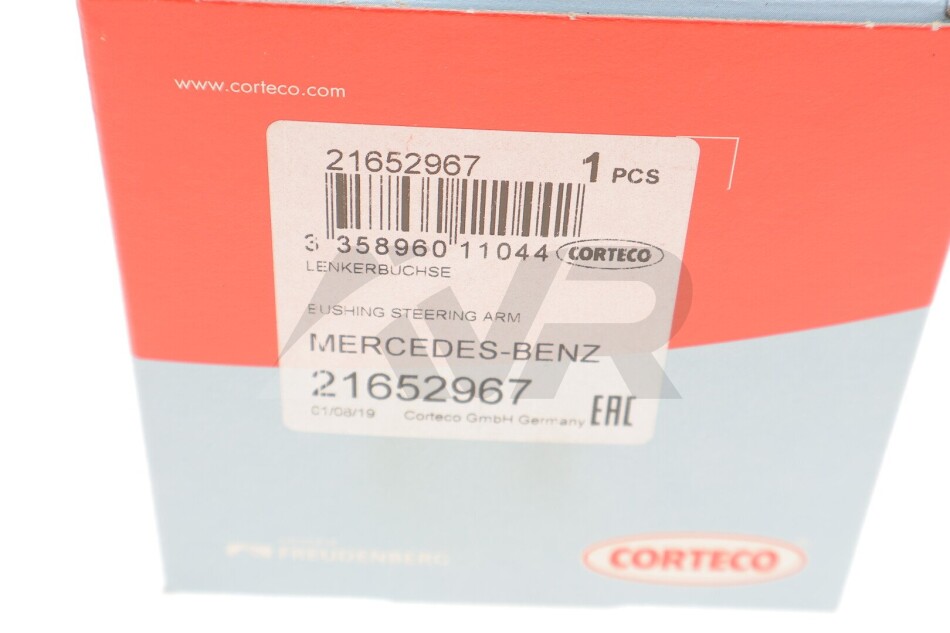 www.corteco.com
21652967 1 PCS
3 358960 11044 CORTECO
LENKERBUCHSE
BUSHING STEERING ARM
MERCEDES-BENZ
21652967
01/08/19 Corteco GmbH Germany EAC
FREUDENBERG
CORTECO
VR